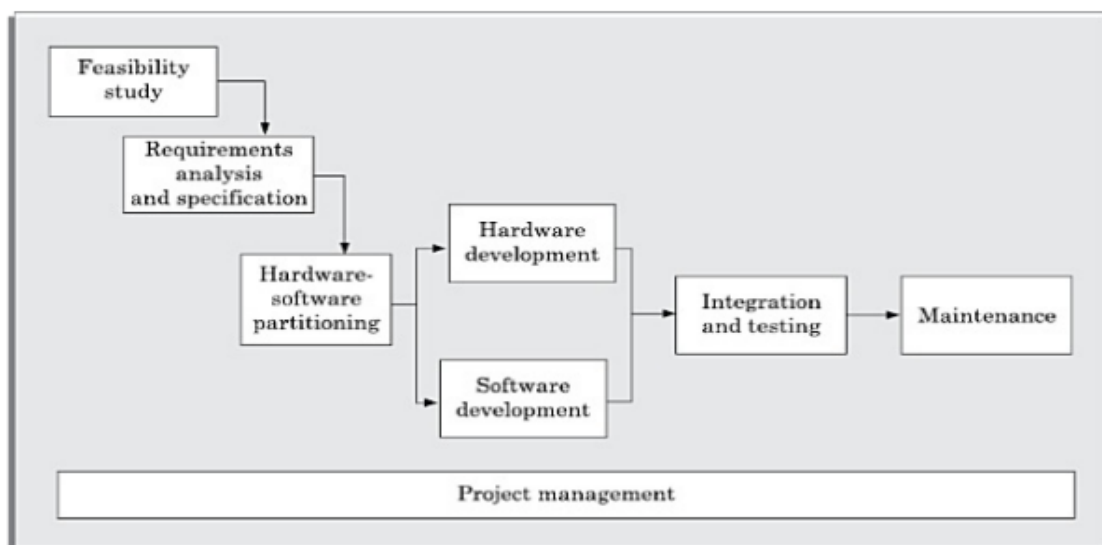 Feasibility
study
Requirements
analysis
and specification
Hardware-
software
partitioning
Hardware
development
Software
development
Integration
and testing
Maintenance
Project management